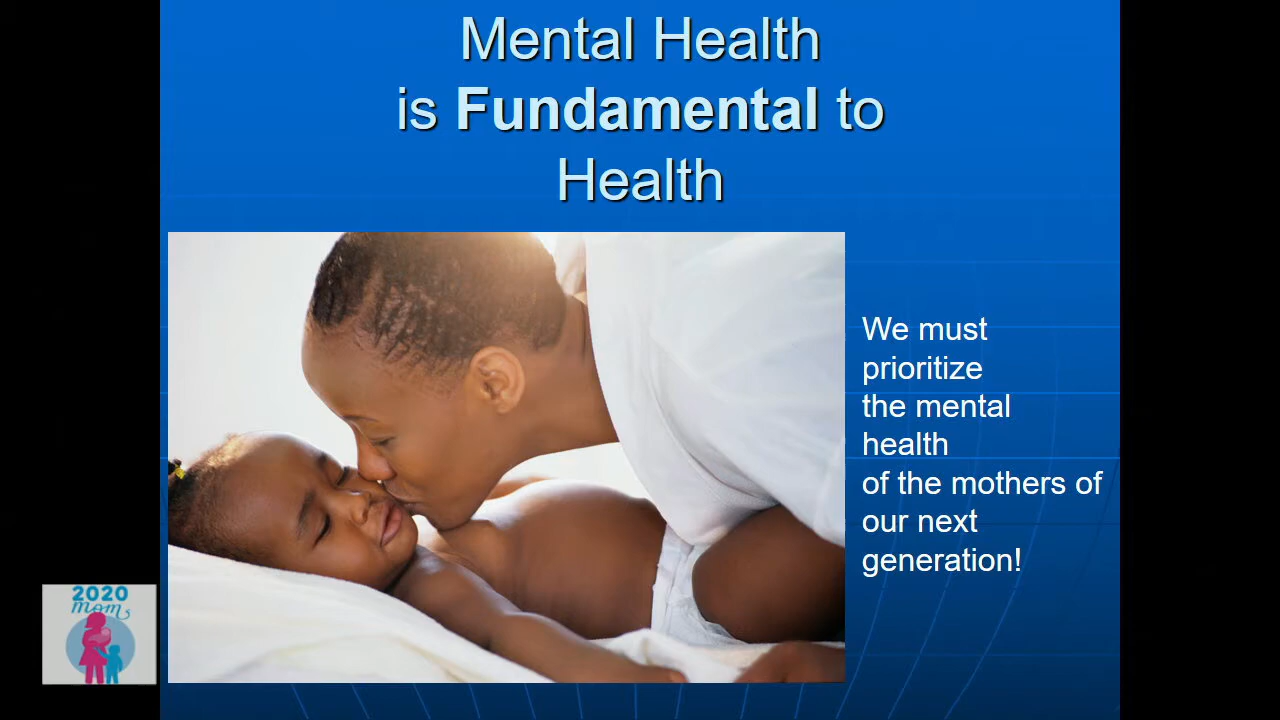 Mental Health
is Fundamental to
Health
We must
prioritize
the mental
health
of the mothers of
our next
generation!
2020
mom